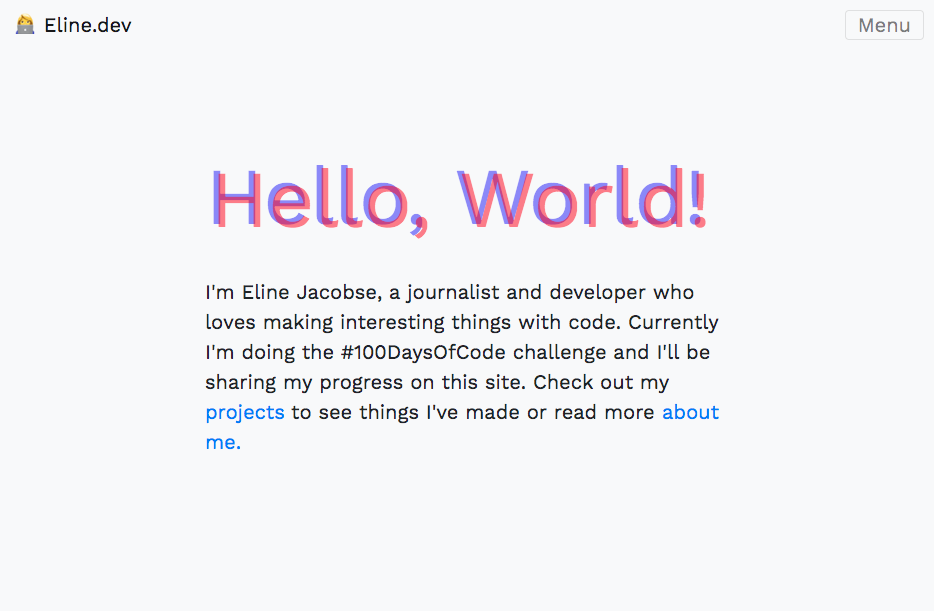 Eline.dev
Menu
Hello, World!
I'm Eline Jacobse, a journalist and developer who
loves making interesting things with code. Currently
I'm doing the #100DaysOfCode challenge and I'll be
sharing my progress on this site. Check out my
projects to see things I've made or read more about
me.